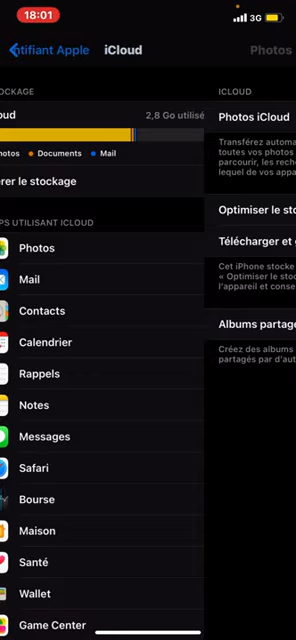 18:01
3G
ntifiant Apple
iCloud
Photos
OCKAGE
oud
2,8 Go utilisé
hotos
Documents
Mail
rer le stockage
PS UTILISANT ICLOUD
Photos
Mail
Contacts
Calendrier
Rappels
Notes
Messages
Safari
Bourse
Maison
Santé
Wallet
Game Center
ICLOUD
Photos iCloud
Transférez automa
toutes vos photos
parcourir, les reche
lequel de vos appa
Optimiser le sto
Télécharger et g
Cet iPhone stocke
« Optimiser le stoc
l'appareil et conse
Albums partagé
Créez des albums
partagés par d'aut